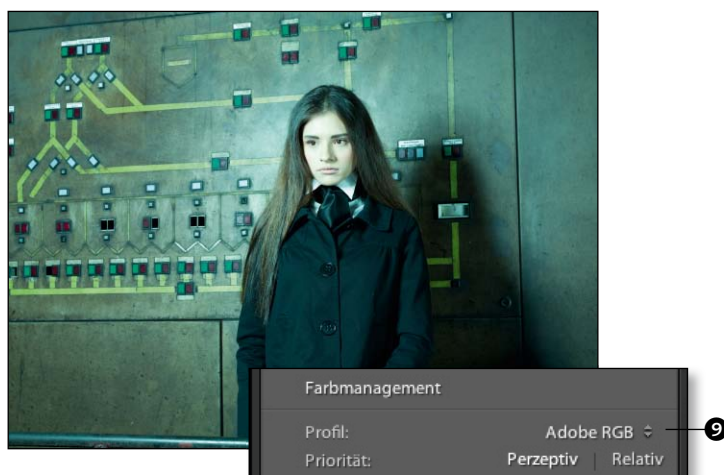 Farbmanagement
Profil: Adobe RGB
9
Priorität: Perzeptiv | Relativ